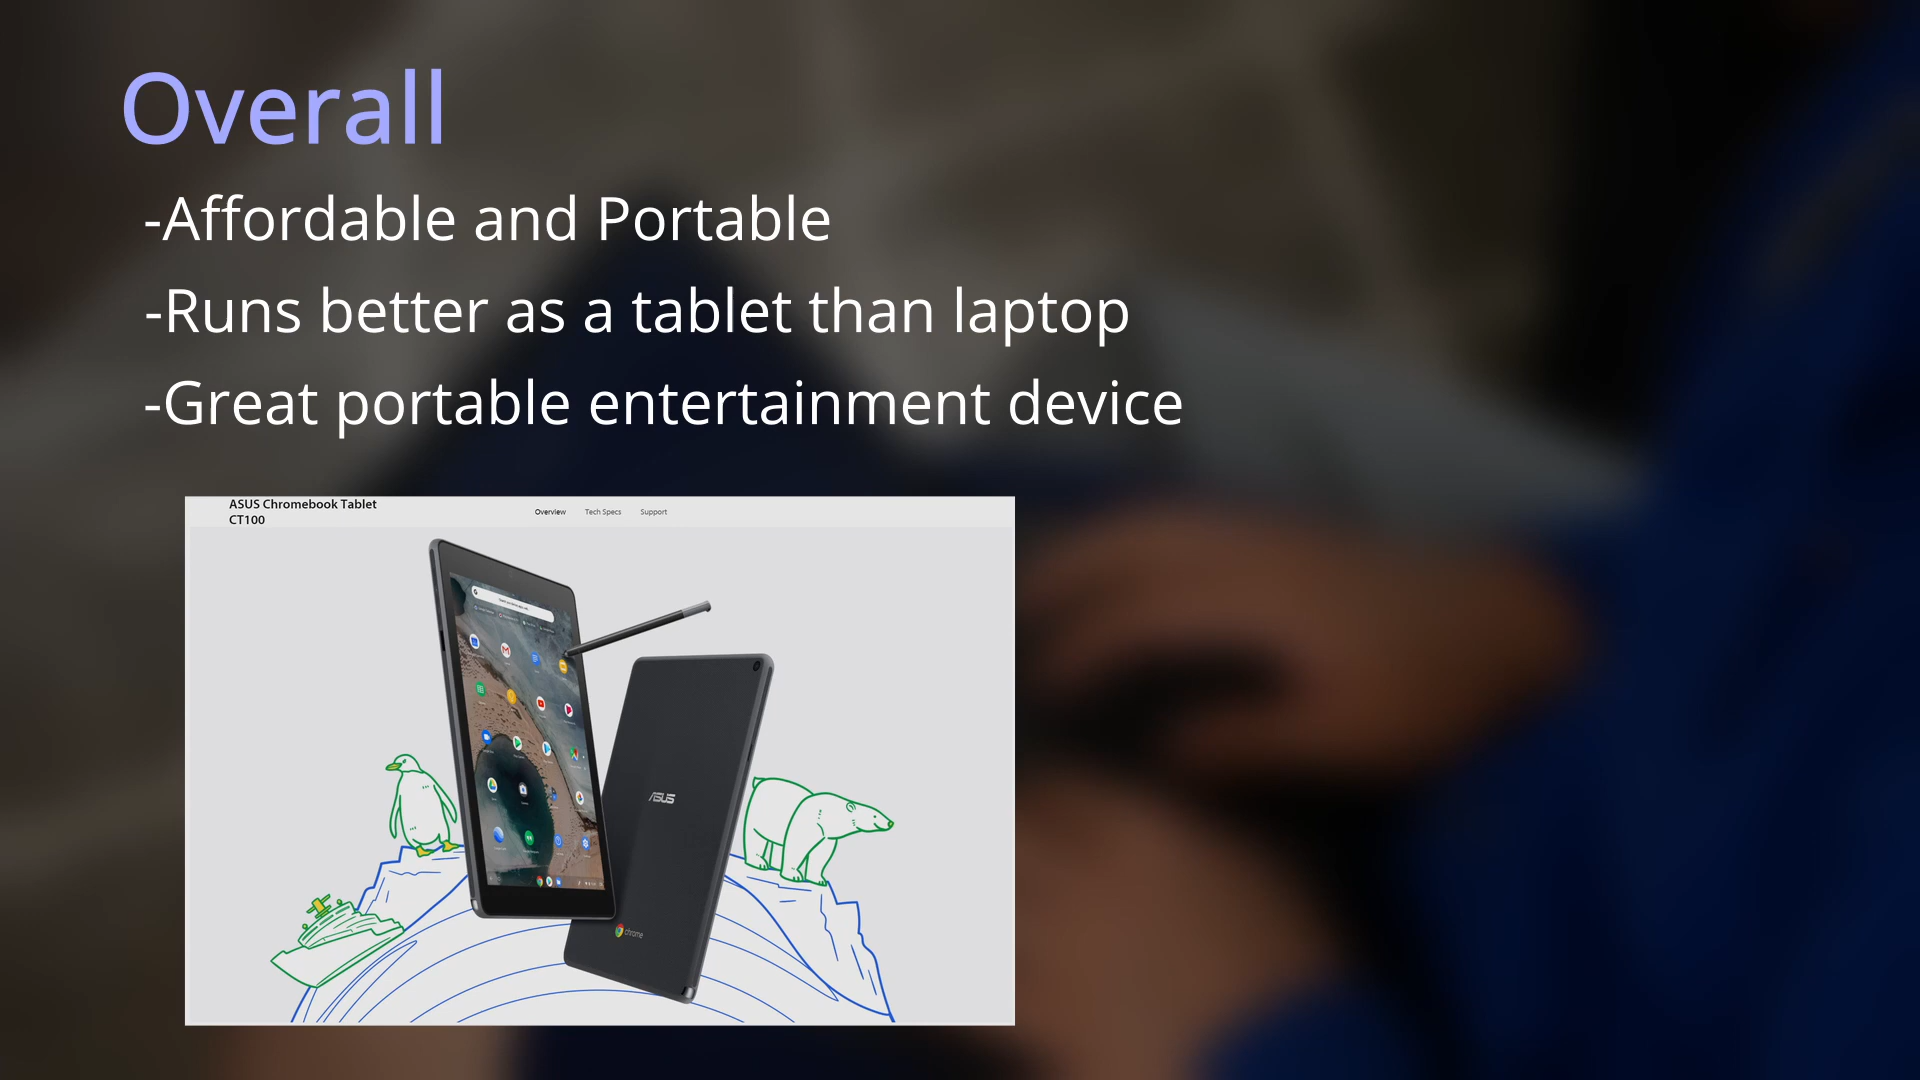 Overall
-Affordable and Portable
-Runs better as a tablet than laptop
-Great portable entertainment device
ASUS Chromebook Tablet
CT100
Overview Tech Specs Support
ASUS
chrome